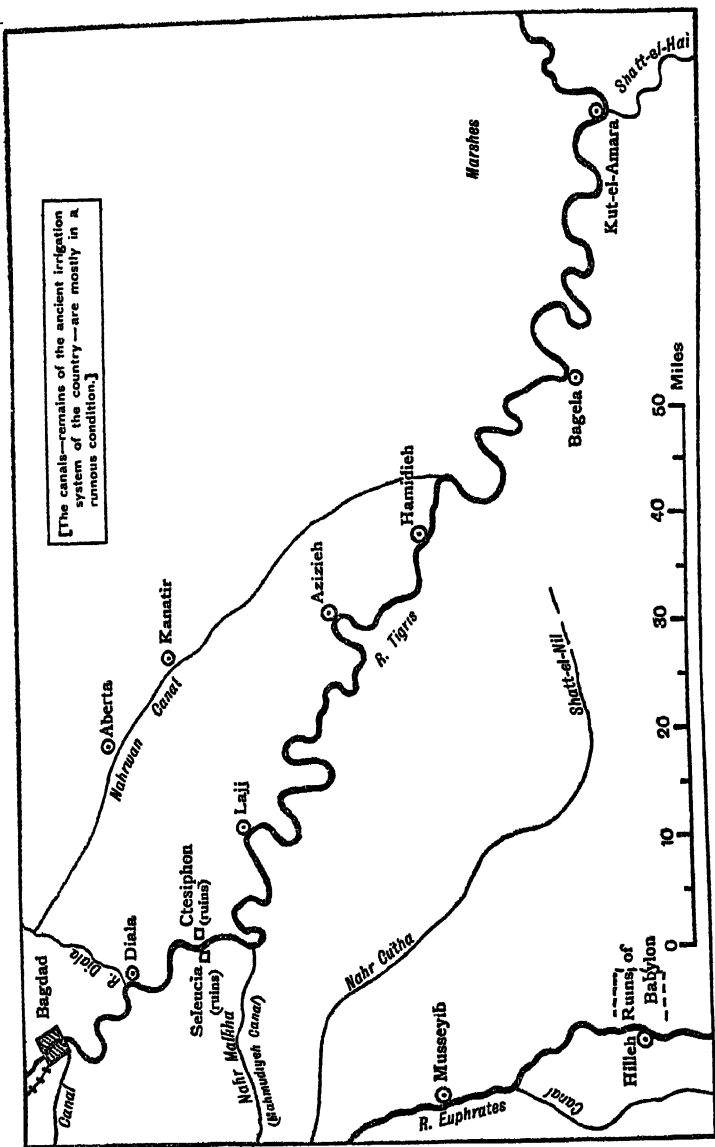 [The canals—remains of the ancient irrigation
system of the country—are mostly in a
runnous condition.]
Bagdad
Canal
R. Diala
Diala
Aberta
Kanatir
Nahrwan
Canal
Seleucia
(ruins)
Ctesiphon
(ruins)
Lajj
Azizieh
Hamidieh
R. Tigris
Marshes
Bagela
Kut-el-Amara
Shatt-el-Hai
Nahr Malkha
(Mahmudiyeh Canal)
Nahr Cutha
Shatt-el-Nil
Musseyib
R. Euphrates
Canal
Hilleh
Ruins of
Babylon
0 10 20 30 40 50 Miles